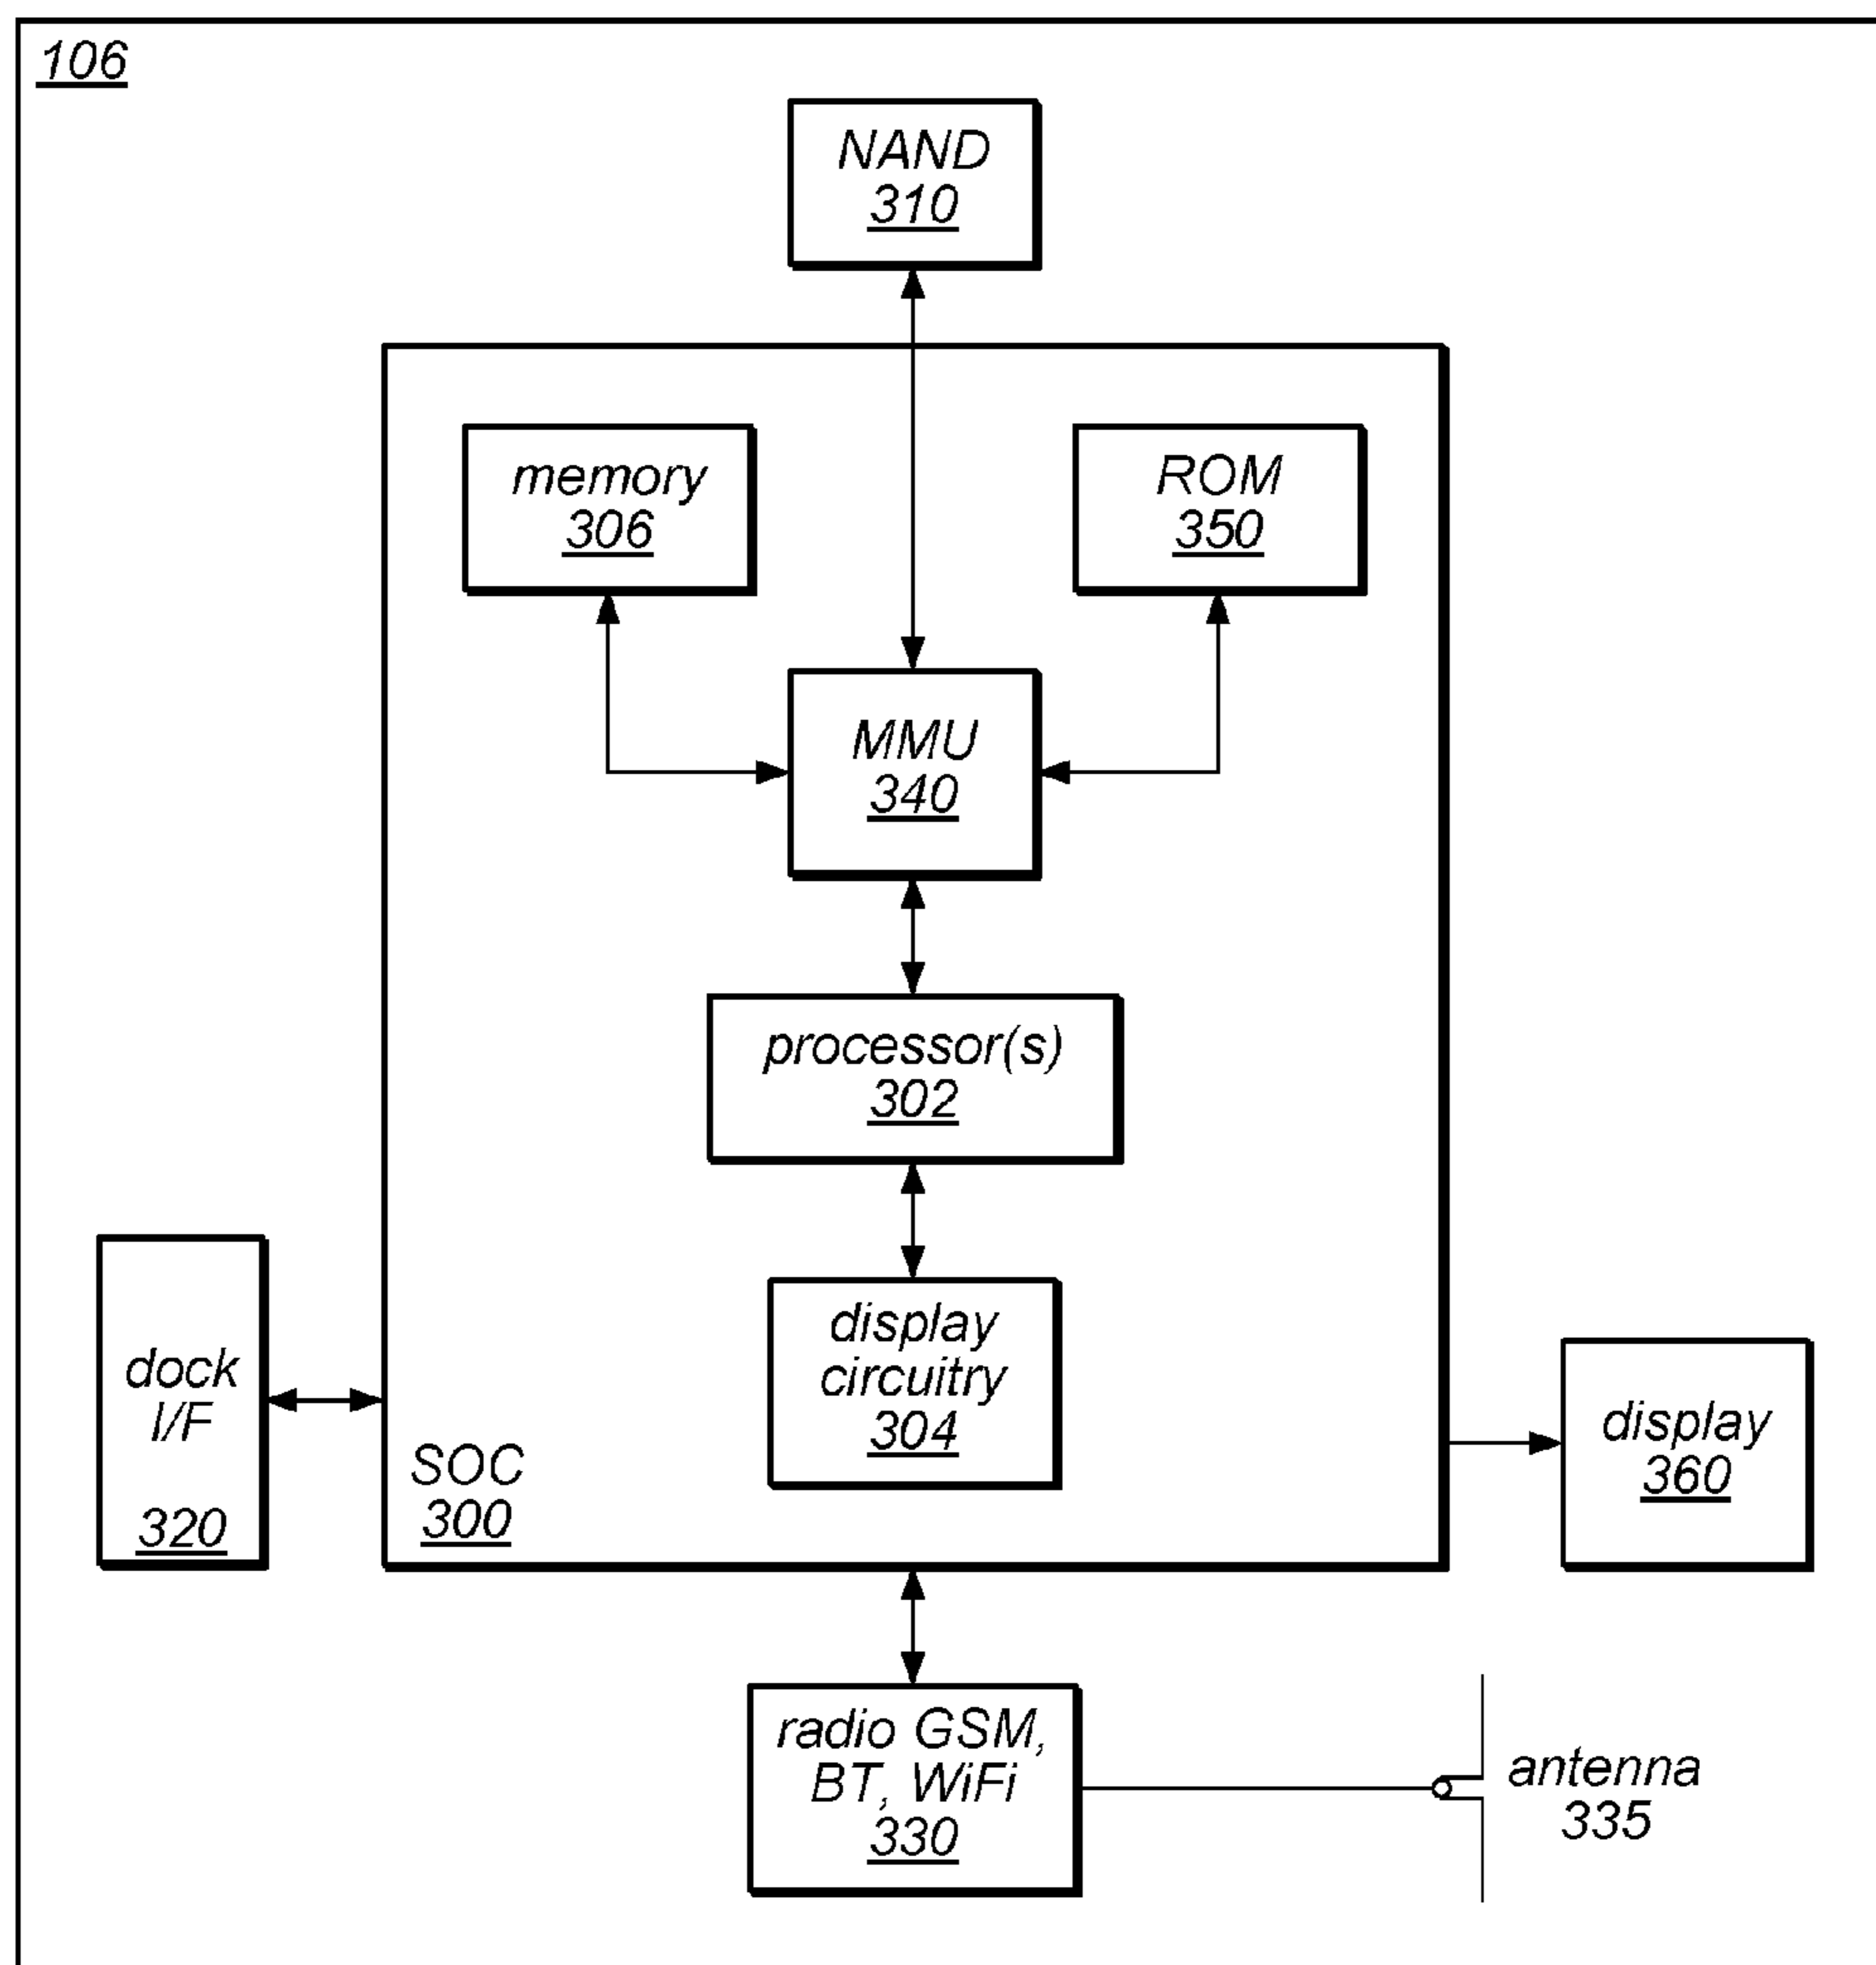 106
NAND
310
memory
306
ROM
350
MMU
340
processor(s)
302
display
circuitry
304
dock
I/F
320
SOC
300
display
360
radio GSM,
BT, WiFi
330
antenna
335